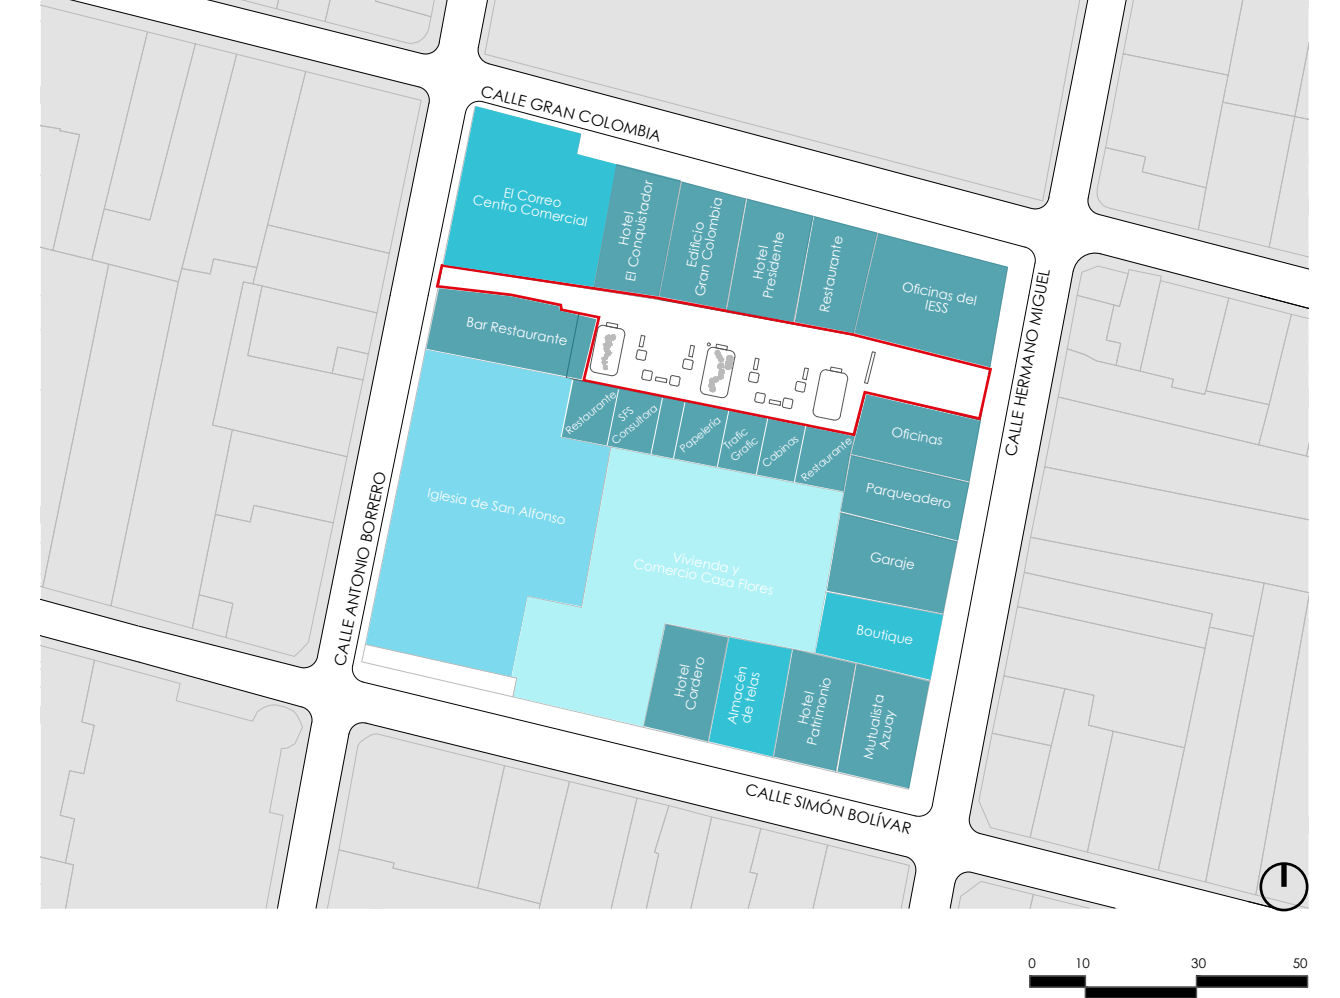 CALLE GRAN COLOMBIA
El Correo
Centro Comercial
Hotel
El Conquistador
Edificio
Gran Colombia
Hotel
Presidente
Restaurante
Oficinas del
IESS
CALLE HERMANO MIGUEL
Bar Restaurante
Restaurante
SFS
Consultora
Papelería
Trafic
Grafic
Cabinas
Restaurante
Oficinas
Parqueadero
Garaje
Boutique
Iglesia de San Alfonso
Vivienda y
Comercio Casa Flores
CALLE ANTONIO BORRERO
Hotel
Cordero
Almacén
de telas
Hotel
Patrimonio
Mutualista
Azuay
CALLE SIMÓN BOLÍVAR
0 10 30 50